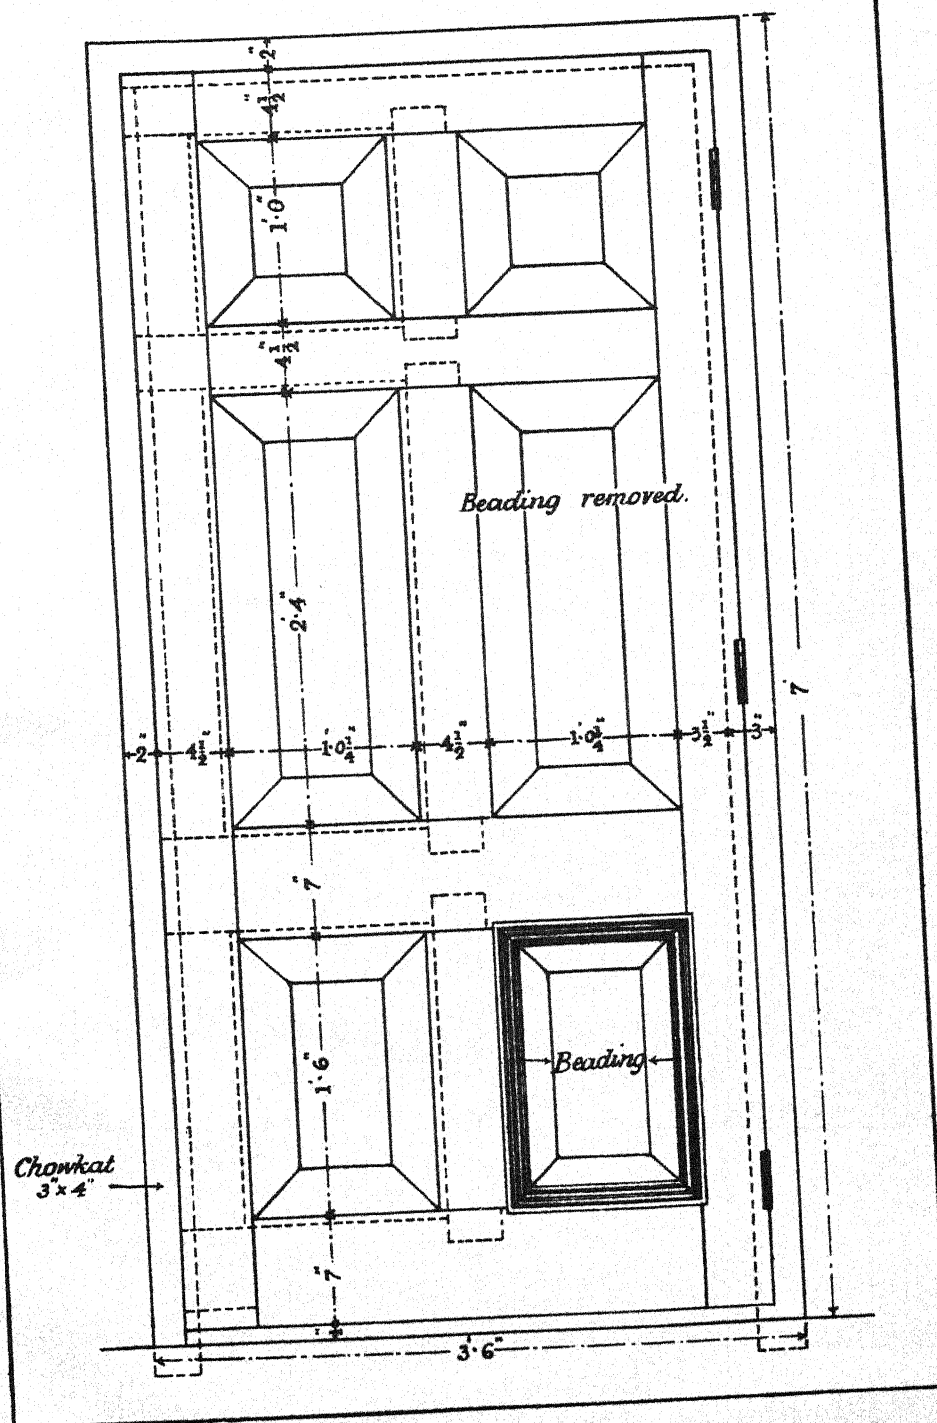 2"
4½"
1'.0"
4½"
Beading removed.
2'.4"
7'
2" 4½" 1'.0¼" 4½" 1'.0¼" 3½" 3"
7"
1'.6"
Beading
Chowkat
3"×4"
7"
3'.6"